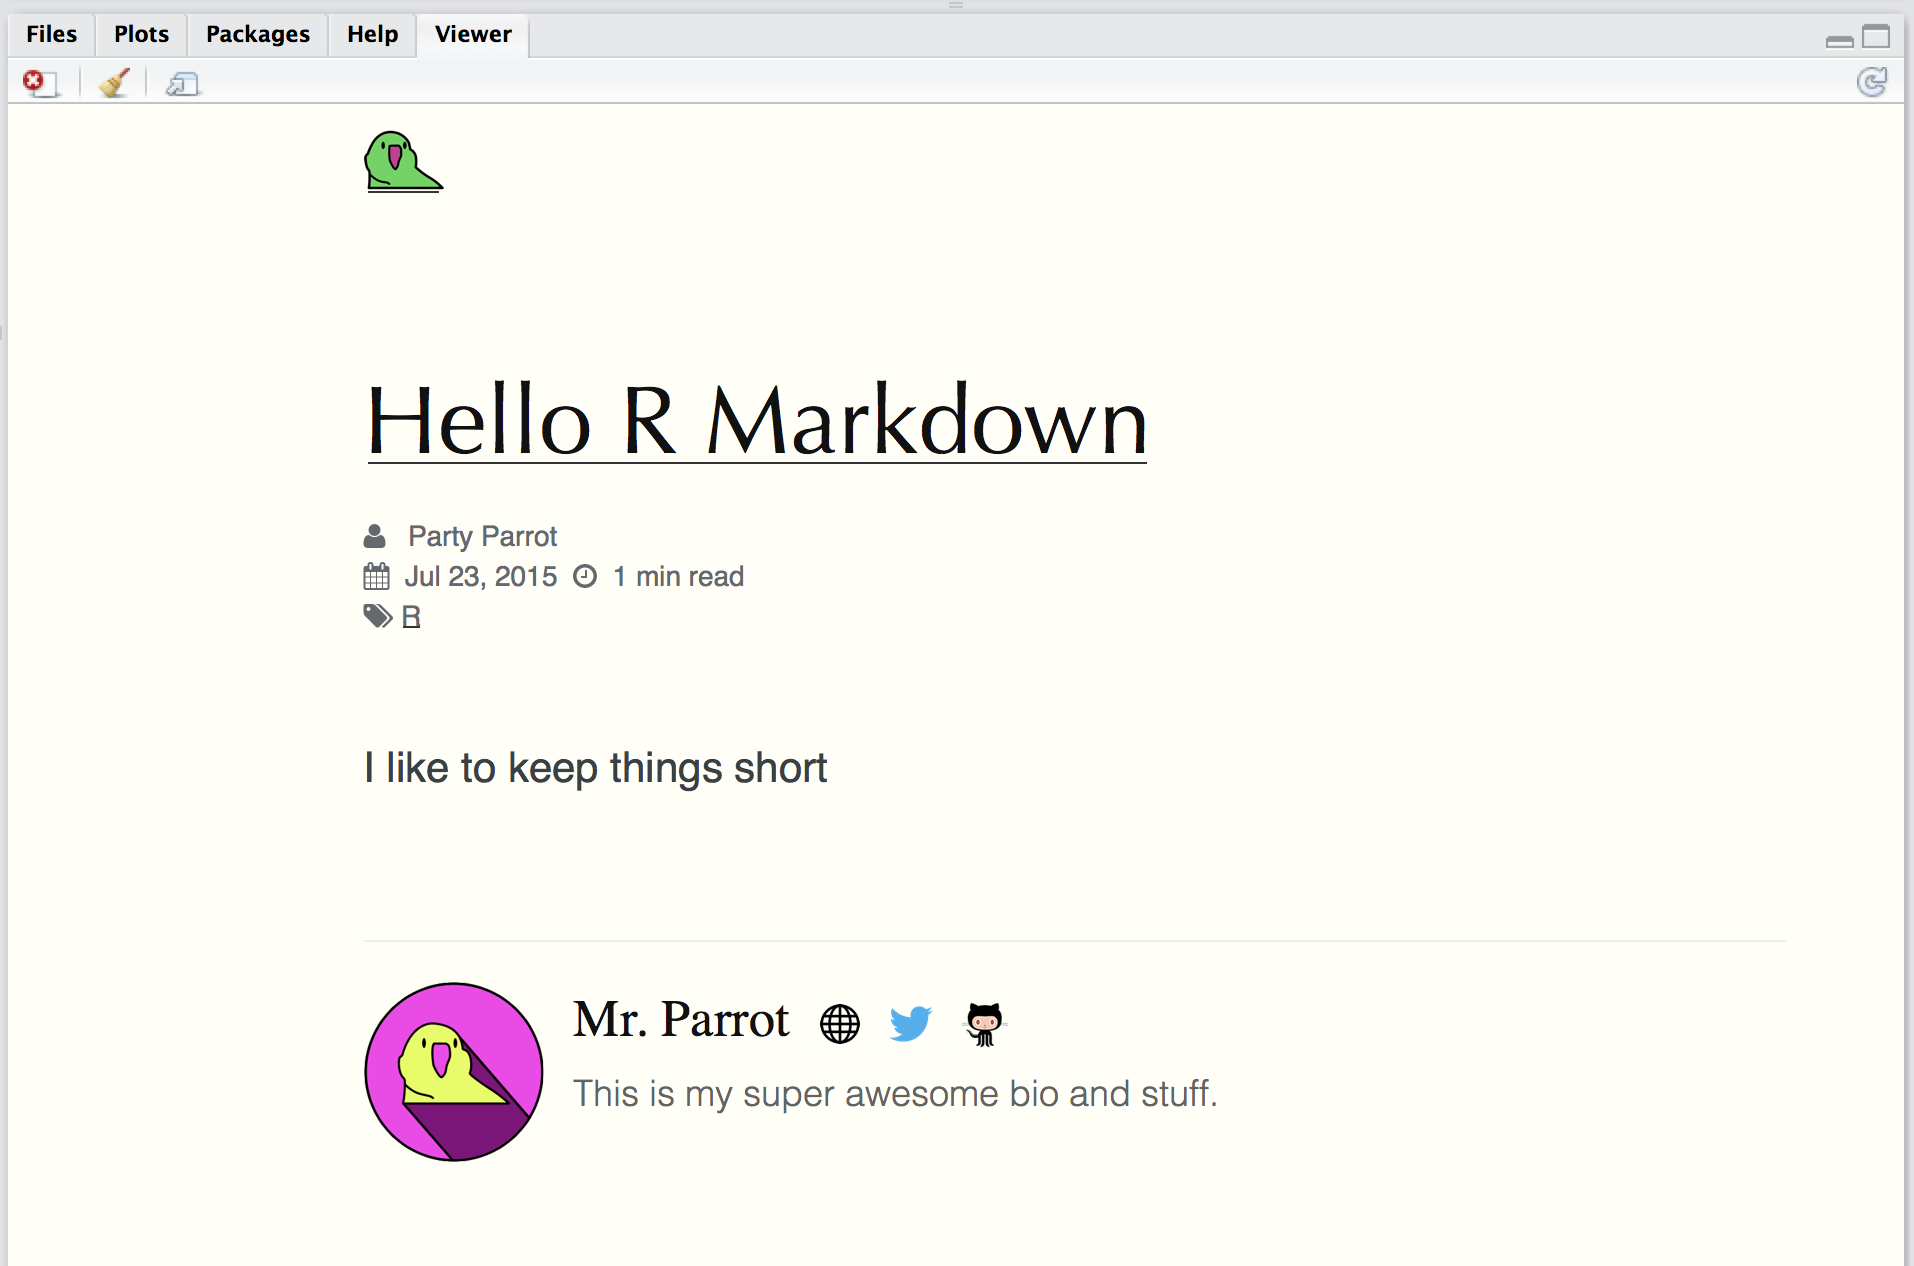 Files Plots Packages Help Viewer
Hello R Markdown
Party Parrot
Jul 23, 2015 1 min read
R
I like to keep things short
Mr. Parrot
This is my super awesome bio and stuff.